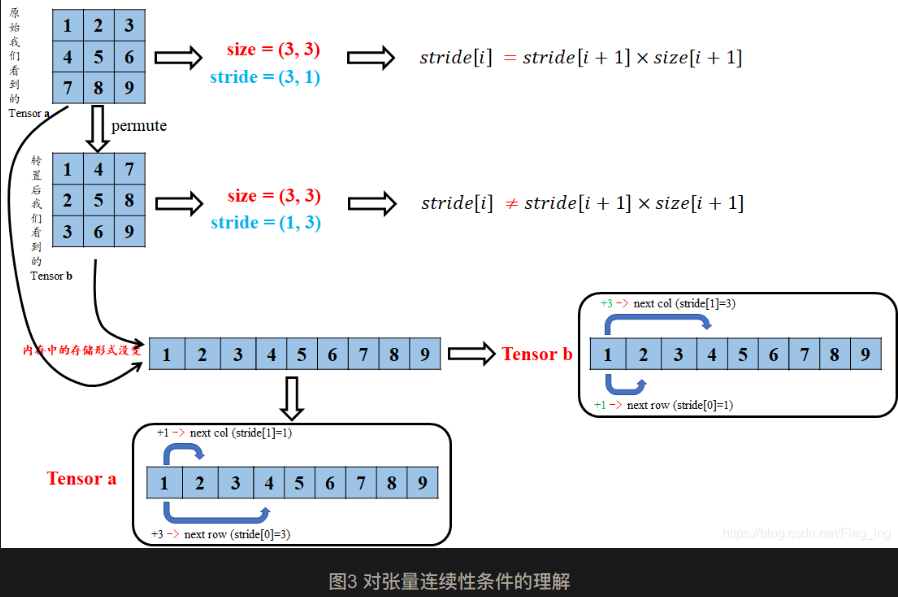 原始我们看到的
Tensor a
1 2 3
4 5 6
7 8 9
size = (3, 3)
stride = (3, 1)
stride[i] = stride[i + 1] × size[i + 1]
permute
转置后我们看到的
Tensor b
1 4 7
2 5 8
3 6 9
size = (3, 3)
stride = (1, 3)
stride[i] ≠ stride[i + 1] × size[i + 1]
内存中的存储形式没变
1 2 3 4 5 6 7 8 9
Tensor b
+3 -> next col (stride[1]=3)
1 2 3 4 5 6 7 8 9
+1 -> next row (stride[0]=1)
Tensor a
+1 -> next col (stride[1]=1)
1 2 3 4 5 6 7 8 9
+3 -> next row (stride[0]=3)
https://blog.csdn.net/Flag_ing
图3 对张量连续性条件的理解